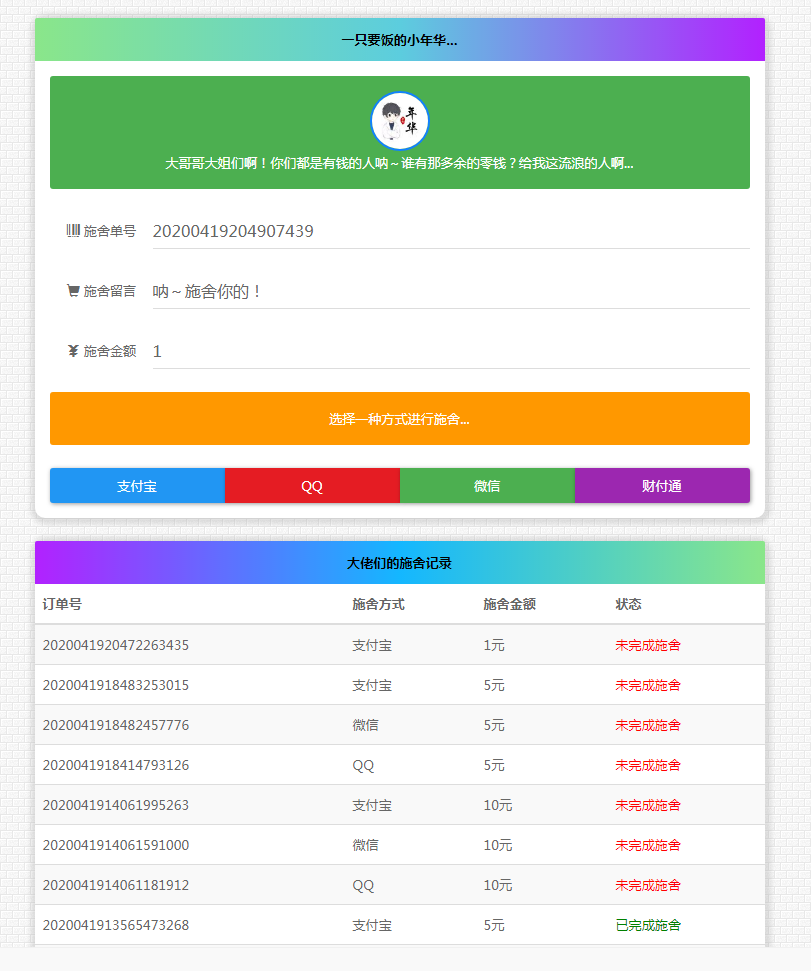 一只要饭的小年华...
年华
大哥哥大姐们啊！你们都是有钱的人呐～谁有那多余的零钱？给我这流浪的人啊...
施舍单号 20200419204907439
施舍留言 呐～施舍你的！
¥ 施舍金额 1
选择一种方式进行施舍...
支付宝 QQ 微信 财付通
大佬们的施舍记录
订单号 施舍方式 施舍金额 状态
2020041920472263435 支付宝 1元 未完成施舍
2020041918483253015 支付宝 5元 未完成施舍
2020041918482457776 微信 5元 未完成施舍
2020041918414793126 QQ 5元 未完成施舍
2020041914061995263 支付宝 10元 未完成施舍
2020041914061591000 微信 10元 未完成施舍
2020041914061181912 QQ 10元 未完成施舍
2020041913565473268 支付宝 5元 已完成施舍